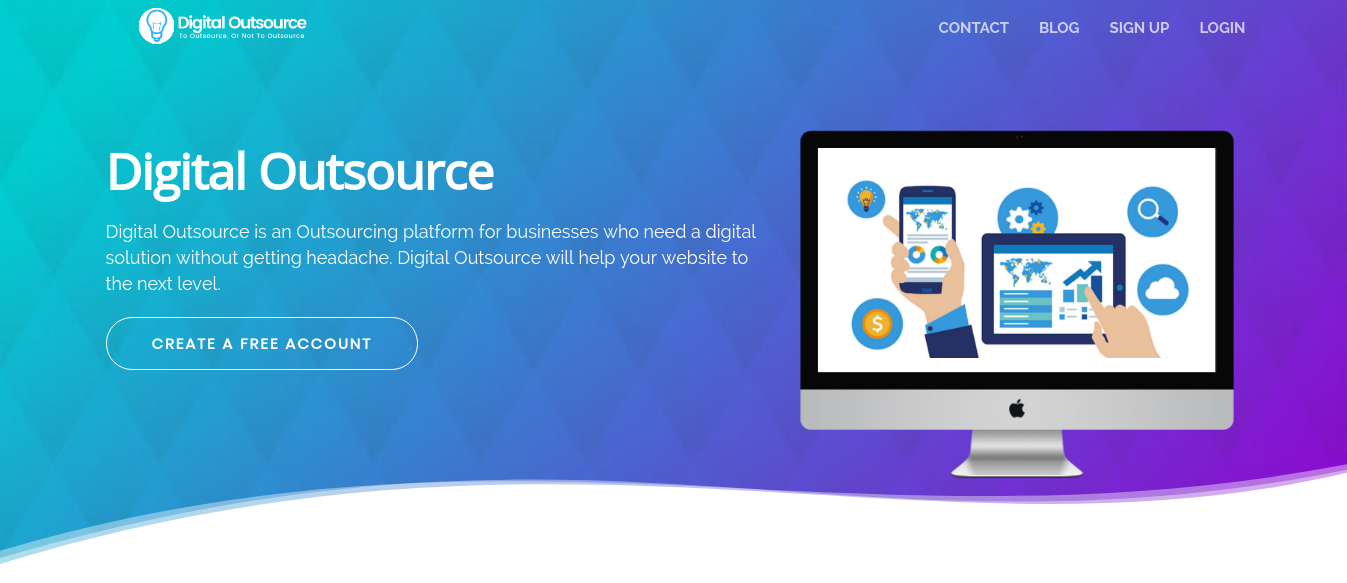 Digital Outsource
To Outsource, Or Not To Outsource
CONTACT BLOG SIGN UP LOGIN
Digital Outsource
Digital Outsource is an Outsourcing platform for businesses who need a digital
solution without getting headache. Digital Outsource will help your website to
the next level.
CREATE A FREE ACCOUNT
$